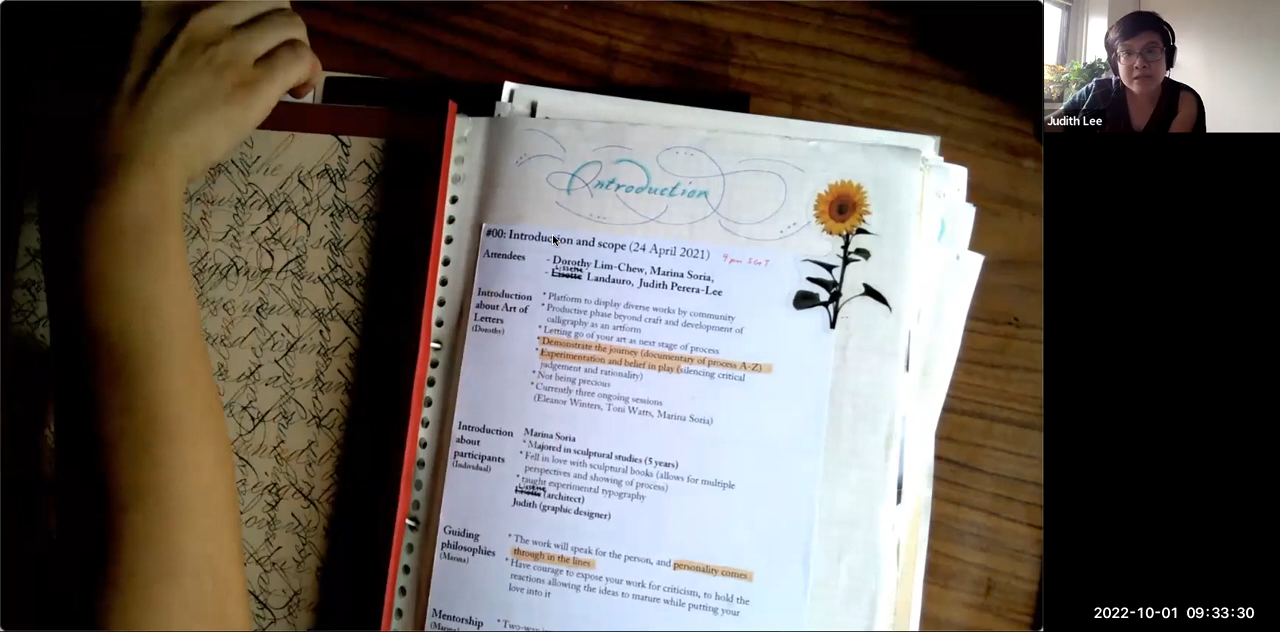 Introduction
#00: Introduction and scope (24 April 2021)
Attendees
- Dorothy Lim-Chew, Marina Soria,
- Lissene Landauro, Judith Perera-Lee
Introduction
about Art of
Letters
(Dorothy)
* Platform to display diverse works by community
* Productive phase beyond craft and development of
calligraphy as an artform
* Letting go of your art as next stage of process
* Demonstrate the journey (documentary of process A-Z)
* Experimentation and belief in play (silencing critical
judgement and rationality)
* Not being precious
* Currently three ongoing sessions
(Eleanor Winters, Toni Watts, Marina Soria)
Introduction
about
participants
(Individual)
Marina Soria
* Majored in sculptural studies (5 years)
* Fell in love with sculptural books (allows for multiple
perspectives and showing of process)
* taught experimental typography
Lissene (architect)
Judith (graphic designer)
Guiding
philosophies
(Marina)
* The work will speak for the person, and personality comes
through in the lines
* Have courage to expose your work for criticism, to hold the
reactions allowing the ideas to mature while putting your
love into it
Mentorship
* Two-way
Judith Lee
2022-10-01 09:33:30